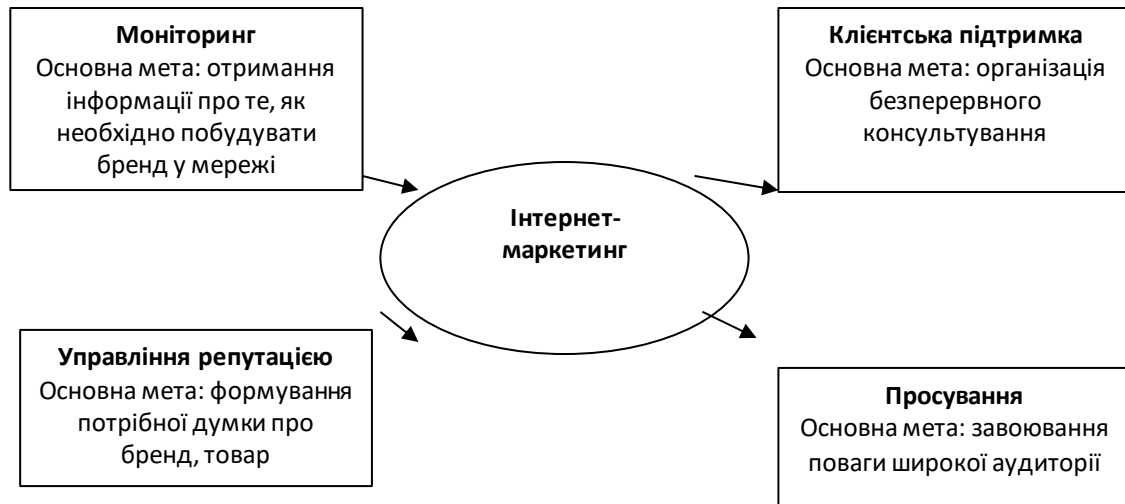 Моніторинг
Основна мета: отримання
інформації про те, як
необхідно побудувати
бренд у мережі
Клієнтська підтримка
Основна мета: організація
безперервного
консультування
Інтернет-
маркетинг
Управління репутацією
Основна мета: формування
потрібної думки про
бренд, товар
Просування
Основна мета: завоювання
поваги широкої аудиторії